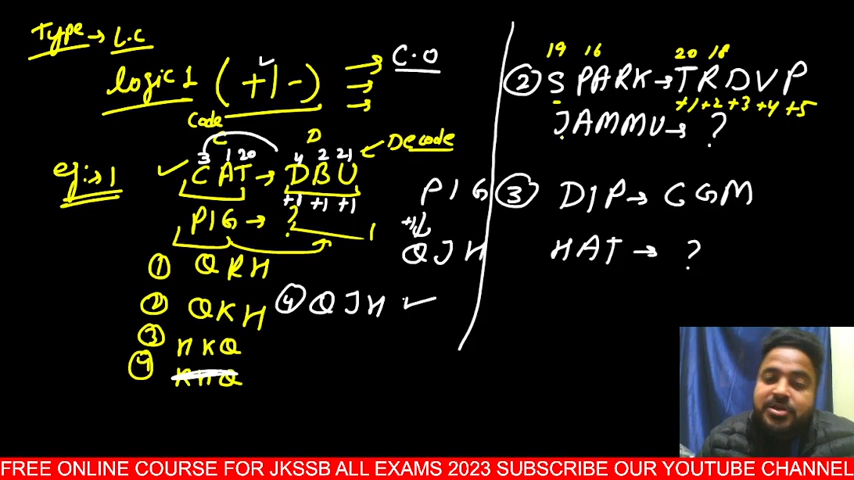 Type → L.C
logic 1 ( + | - ) → C.O
Code
C D
3 1 20 4 2 21 ← Decode
eg:→ 1 ✓ CAT → DBU
+1 +1 +1
PIG → ? 1
① QRH
② QKH ④ QJH ✓
③ HKQ
④ KHQ
PIG
+1↓
QJH
19 16 20 18
② SPARK → TRDVP
+1 +2 +3 +4 +5
JAMMU → ?
③ DIP → CGM
HAT → ?
FREE ONLINE COURSE FOR JKSSB ALL EXAMS 2023 SUBSCRIBE OUR YOUTUBE CHANNEL